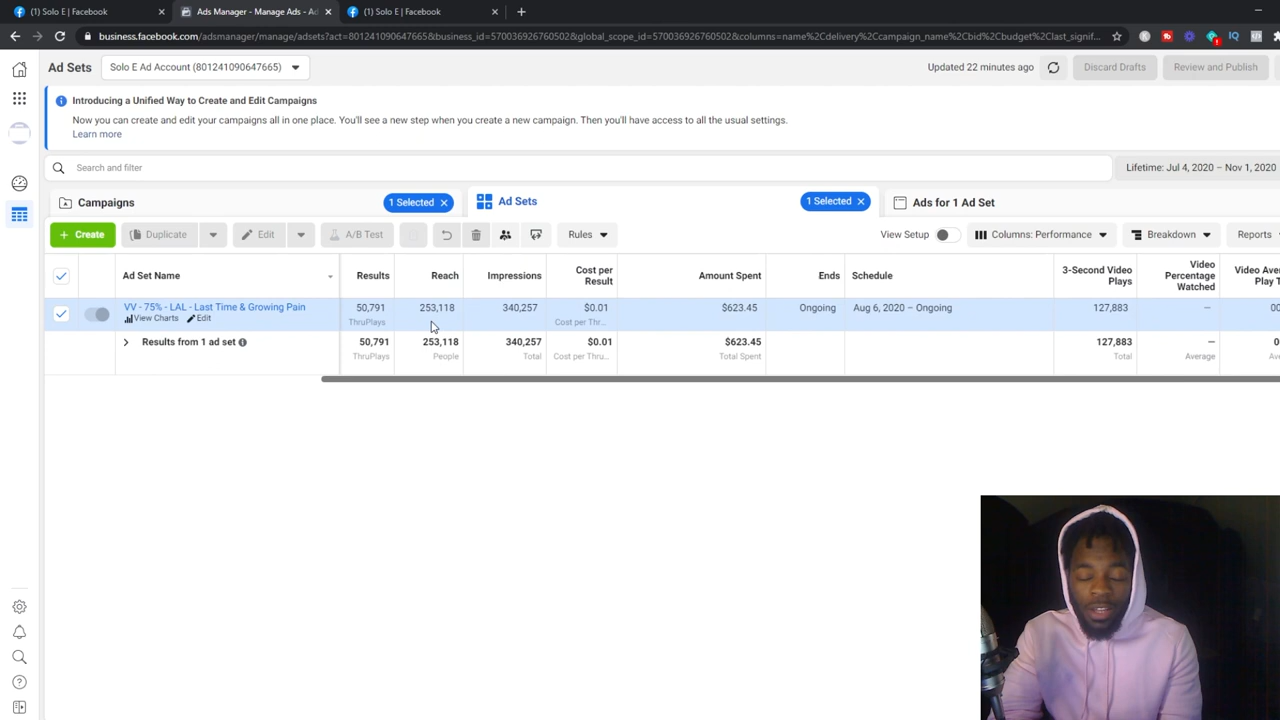 (1) Solo E | Facebook
Ads Manager - Manage Ads - Ad
(1) Solo E | Facebook
business.facebook.com/adsmanager/manage/adsets?act=801241090647665&business_id=570036926760502&global_scope_id=570036926760502&columns=name%2Cdelivery%2Ccampaign_name%2Cbid%2Cbudget%2Clast_signif...
Ad Sets
Solo E Ad Account (801241090647665)
Updated 22 minutes ago
Discard Drafts
Review and Publish
Introducing a Unified Way to Create and Edit Campaigns
Now you can create and edit your campaigns all in one place. You'll see a new step when you create a new campaign. Then you'll have access to all the usual settings.
Learn more
Search and filter
Lifetime: Jul 4, 2020 – Nov 1, 2020
Campaigns
1 Selected ×
Ad Sets
1 Selected ×
Ads for 1 Ad Set
+ Create
Duplicate
Edit
A/B Test
Rules
View Setup
Columns: Performance
Breakdown
Reports
Ad Set Name
Results
Reach
Impressions
Cost per
Result
Amount Spent
Ends
Schedule
3-Second Video
Plays
Video
Percentage
Watched
Video Aver
Play T
VV - 75% - LAL - Last Time & Growing Pain
View Charts
Edit
50,791
ThruPlays
253,118
340,257
$0.01
Cost per Thr...
$623.45
Ongoing
Aug 6, 2020 – Ongoing
127,883
—
00
Results from 1 ad set
50,791
ThruPlays
253,118
People
340,257
Total
$0.01
Cost per Thru...
$623.45
Total Spent
127,883
Total
—
Average
0
A